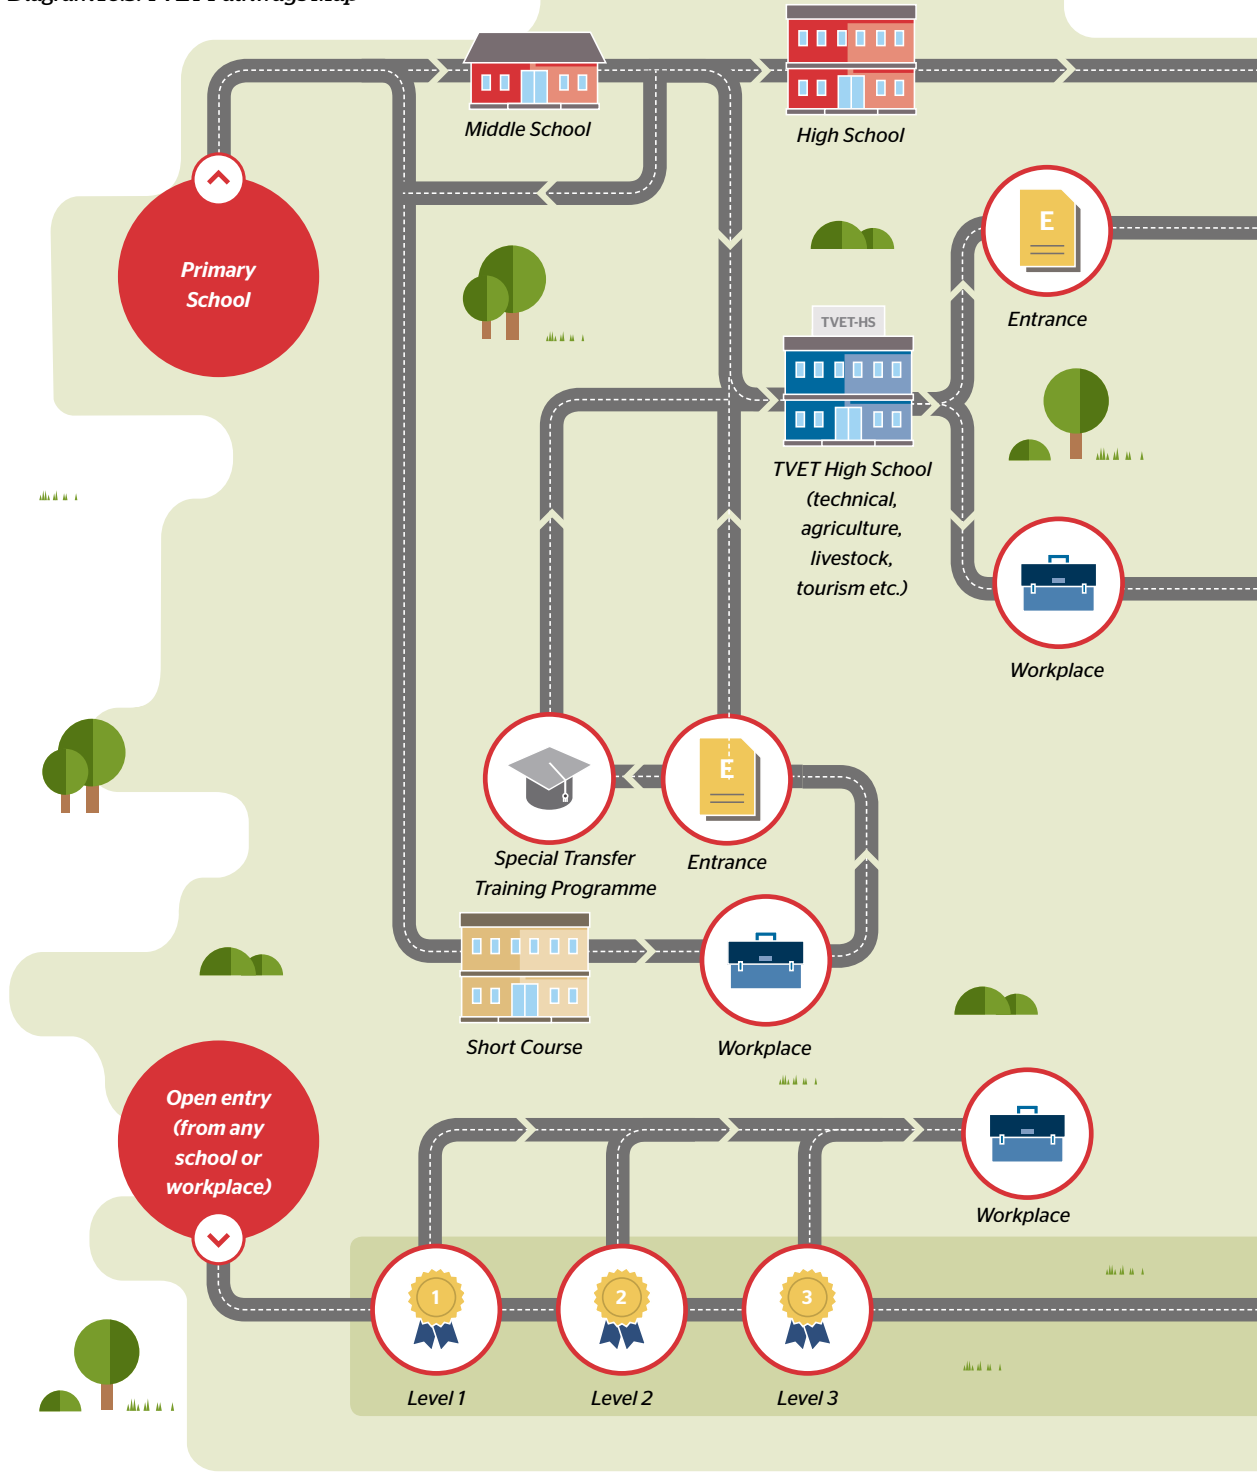 Middle School
High School
Primary
School
E
Entrance
TVET-HS
TVET High School
(technical,
agriculture,
livestock,
tourism etc.)
Workplace
E
Special Transfer
Training Programme
Entrance
Short Course
Workplace
Open entry
(from any
school or
workplace)
Workplace
1
2
3
Level 1
Level 2
Level 3